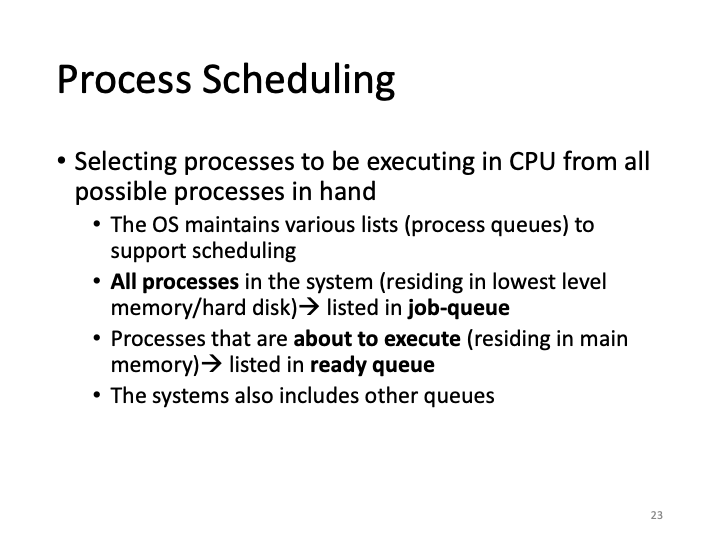 Process Scheduling
• Selecting processes to be executing in CPU from all
possible processes in hand
• The OS maintains various lists (process queues) to
support scheduling
• All processes in the system (residing in lowest level
memory/hard disk)→ listed in job-queue
• Processes that are about to execute (residing in main
memory)→ listed in ready queue
• The systems also includes other queues
23